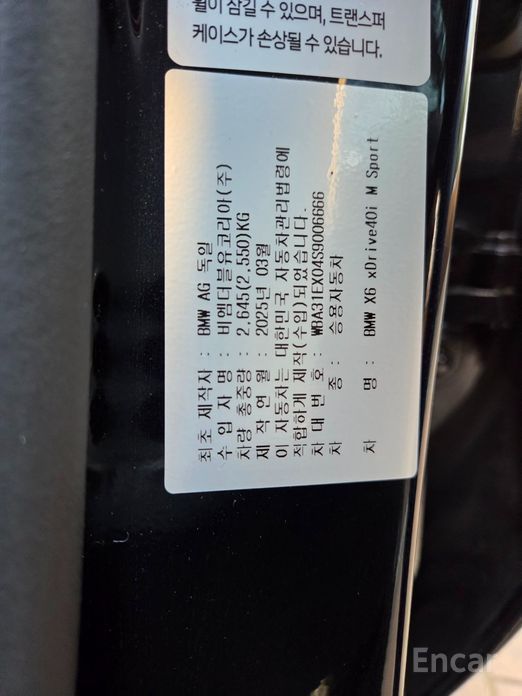 휠이 잠길 수 있으며, 트랜스퍼
케이스가 손상될 수 있습니다.
최초 제작자 : BMW AG 독일
수 입 자 명 : 비엠더블유코리아(주)
차량 총중량 : 2,645(2,550)KG
제 작 연 월 : 2025년 03월
이 자동차는 대한민국 자동차관리법령에
적합하게 제작(수입)되었습니다.
차 대 번 호 : WBA31EX04S9006666
차 종 : 승용자동차
차 명 : BMW X6 xDrive40i M Sport
Encar